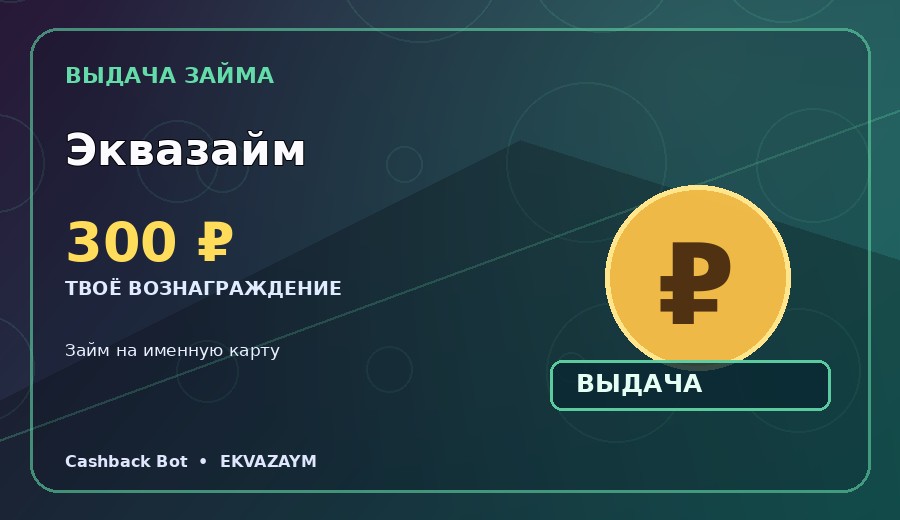 ВЫДАЧА ЗАЙМА
Эквазайм
300 ₽
ТВОЁ ВОЗНАГРАЖДЕНИЕ
Займ на именную карту
₽
ВЫДАЧА
Cashback Bot • EKVAZAYM